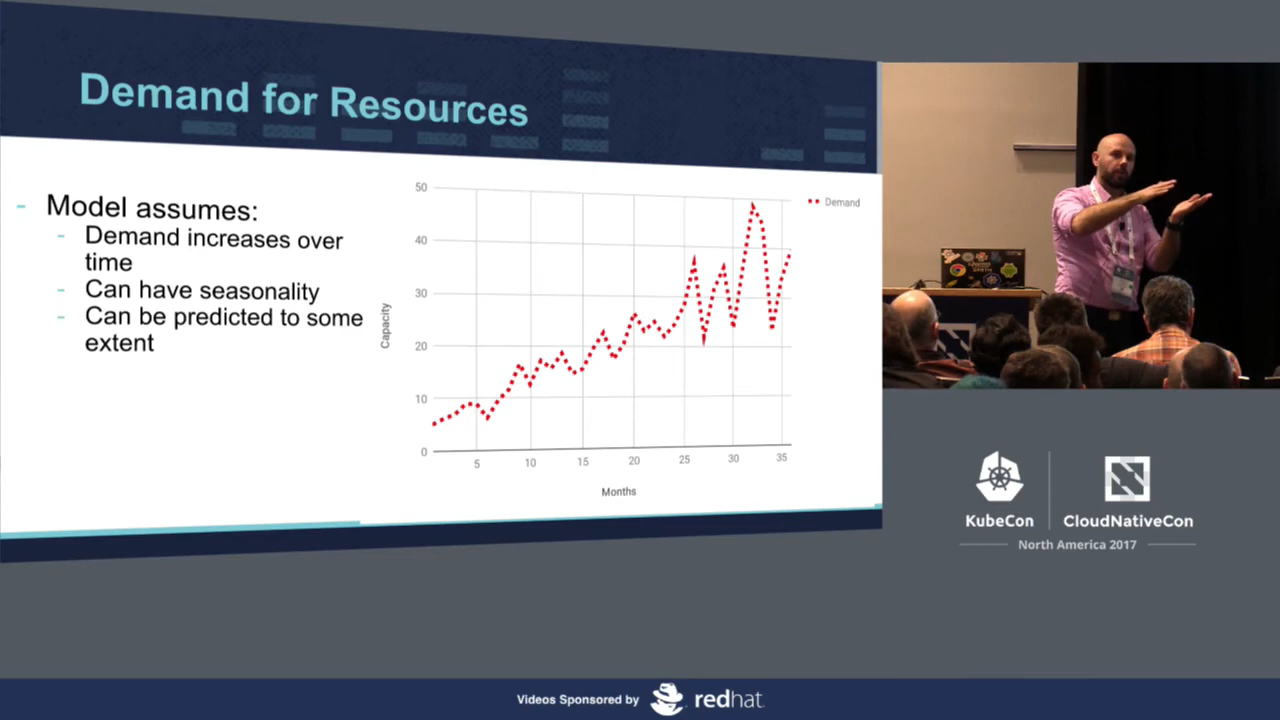 Demand for Resources
- Model assumes:
- Demand increases over
time
- Can have seasonality
- Can be predicted to some
extent
50
40
30
20
10
0
Capacity
5 10 15 20 25 30 35
Months
Demand
KubeCon
CloudNativeCon
North America 2017
Videos Sponsored by
redhat.